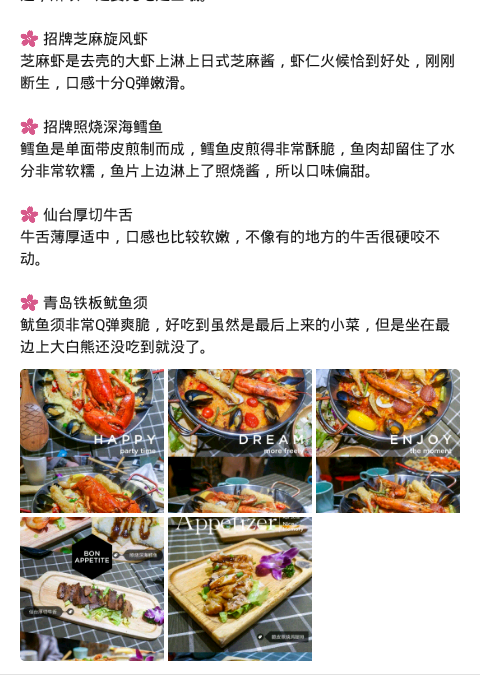 招牌芝麻旋风虾
芝麻虾是去壳的大虾上淋上日式芝麻酱，虾仁火候恰到好处，刚刚
断生，口感十分Q弹嫩滑。
招牌照烧深海鳕鱼
鳕鱼是单面带皮煎制而成，鳕鱼皮煎得非常酥脆，鱼肉却留住了水
分非常软糯，鱼片上边淋上了照烧酱，所以口味偏甜。
仙台厚切牛舌
牛舌薄厚适中，口感也比较软嫩，不像有的地方的牛舌很硬咬不
动。
青岛铁板鱿鱼须
鱿鱼须非常Q弹爽脆，好吃到虽然是最后上来的小菜，但是坐在最
边上大白熊还没吃到就没了。
HAPPY
party time
DREAM
more freely
ENJOY
the moment
BON
APPETITE
Appetizer